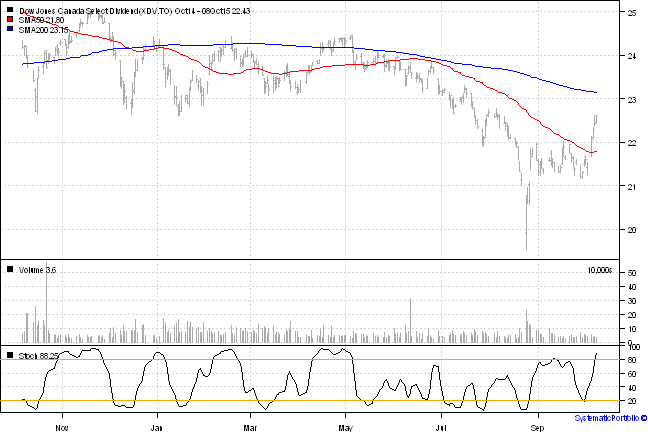 Dow Jones Canada Select Dividend(XDV.TO) Oct14 - 08Oct15 22.43
SMA50 21.80
SMA200 23.15
25
24
23
22
21
20
Volume 3.6
10,000s
50
40
30
20
10
0
Stoch 88.25
100
80
60
40
20
Nov Jan Mar May Jul Sep
SystematicPortfolio ©